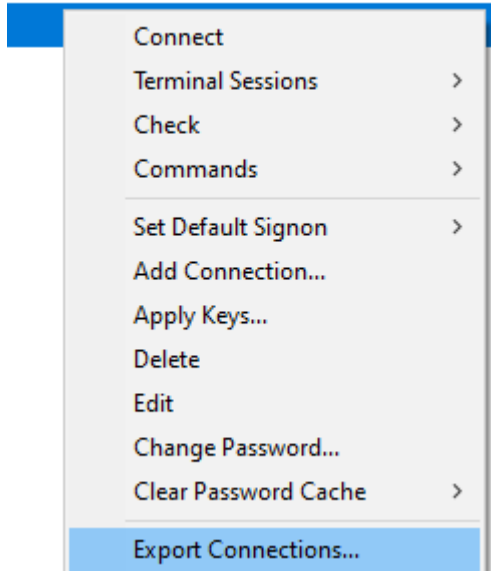 Connect
Terminal Sessions
Check
Commands
Set Default Signon
Add Connection...
Apply Keys...
Delete
Edit
Change Password...
Clear Password Cache
Export Connections...